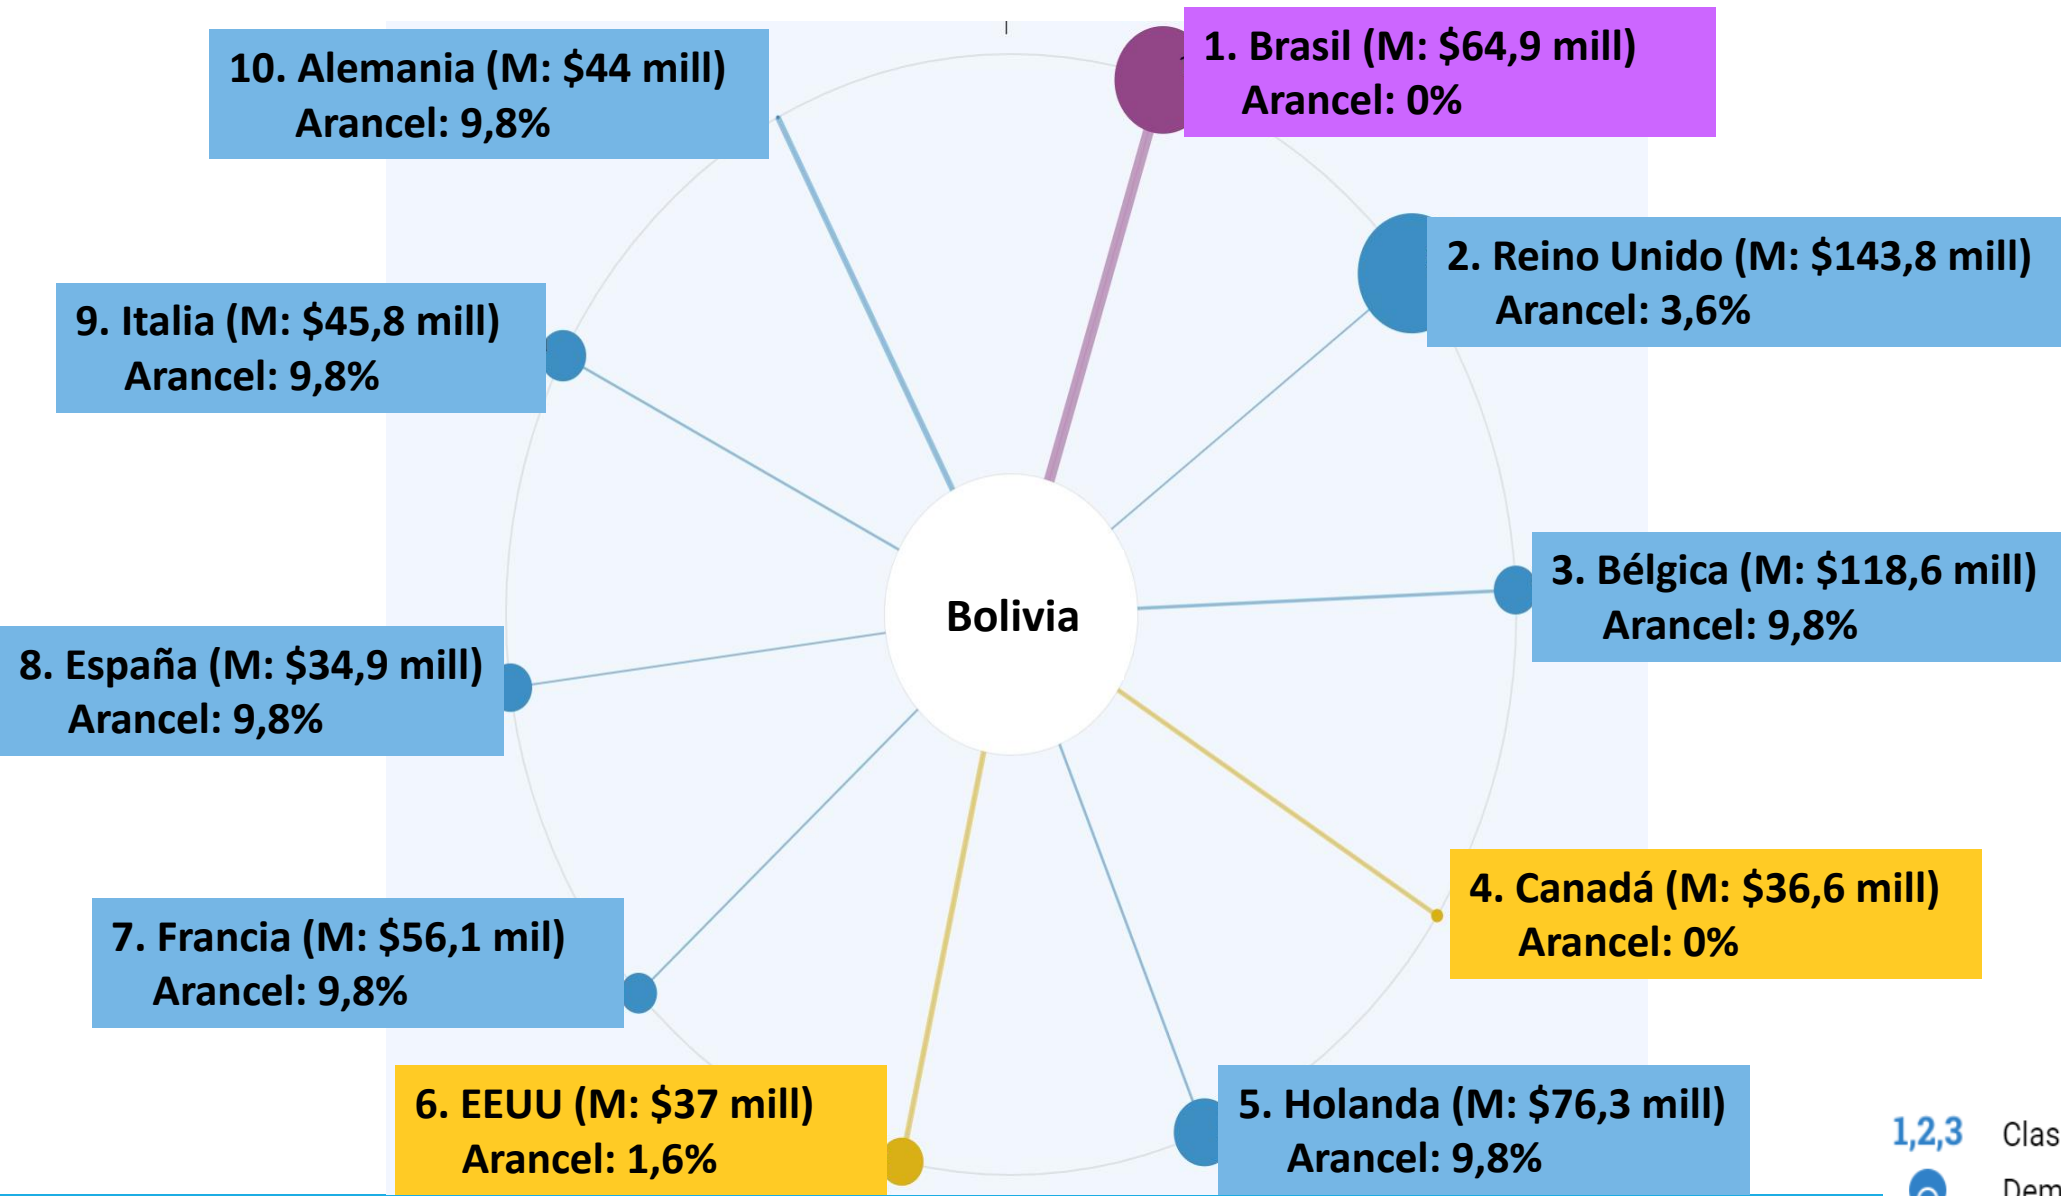 10. Alemania (M: $44 mill)
Arancel: 9,8%
1. Brasil (M: $64,9 mill)
Arancel: 0%
2. Reino Unido (M: $143,8 mill)
Arancel: 3,6%
9. Italia (M: $45,8 mill)
Arancel: 9,8%
3. Bélgica (M: $118,6 mill)
Arancel: 9,8%
Bolivia
8. España (M: $34,9 mill)
Arancel: 9,8%
4. Canadá (M: $36,6 mill)
Arancel: 0%
7. Francia (M: $56,1 mil)
Arancel: 9,8%
6. EEUU (M: $37 mill)
Arancel: 1,6%
5. Holanda (M: $76,3 mill)
Arancel: 9,8%
1,2,3 Clas